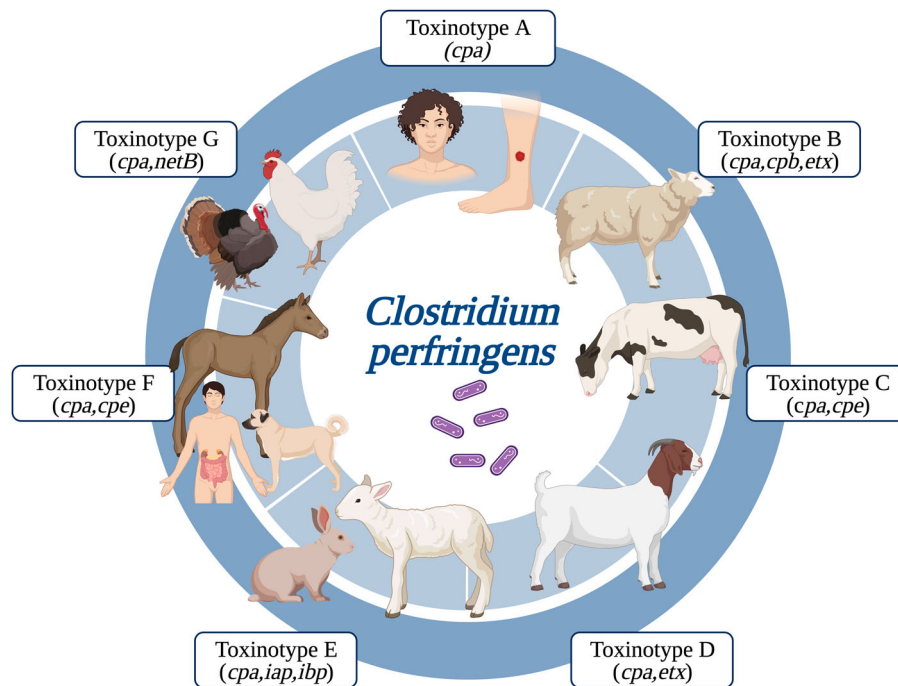 Toxinotype A
(cpa)
Toxinotype G
(cpa,netB)
Toxinotype B
(cpa,cpb,etx)
Clostridium
perfringens
Toxinotype F
(cpa,cpe)
Toxinotype C
(cpa,cpe)
Toxinotype E
(cpa,iap,ibp)
Toxinotype D
(cpa,etx)